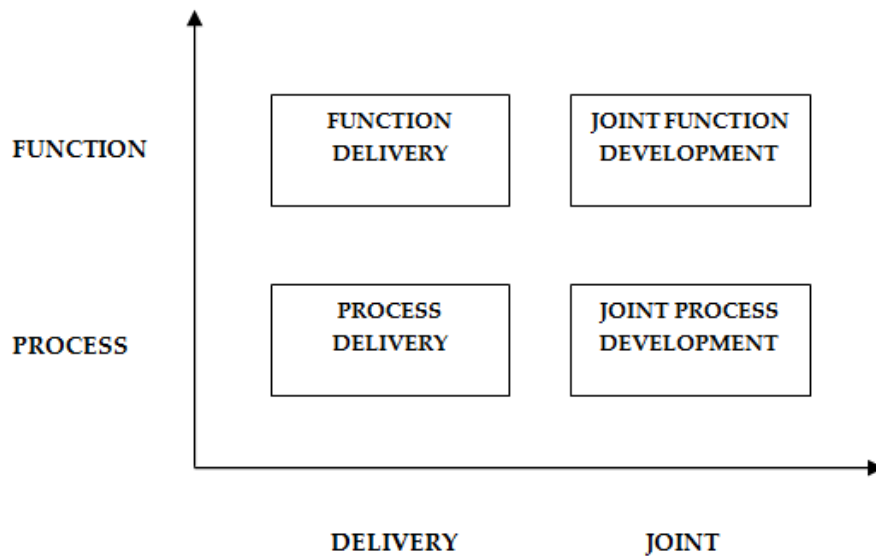 FUNCTION
DELIVERY
JOINT FUNCTION
DEVELOPMENT
FUNCTION
PROCESS
DELIVERY
JOINT PROCESS
DEVELOPMENT
PROCESS
DELIVERY
JOINT